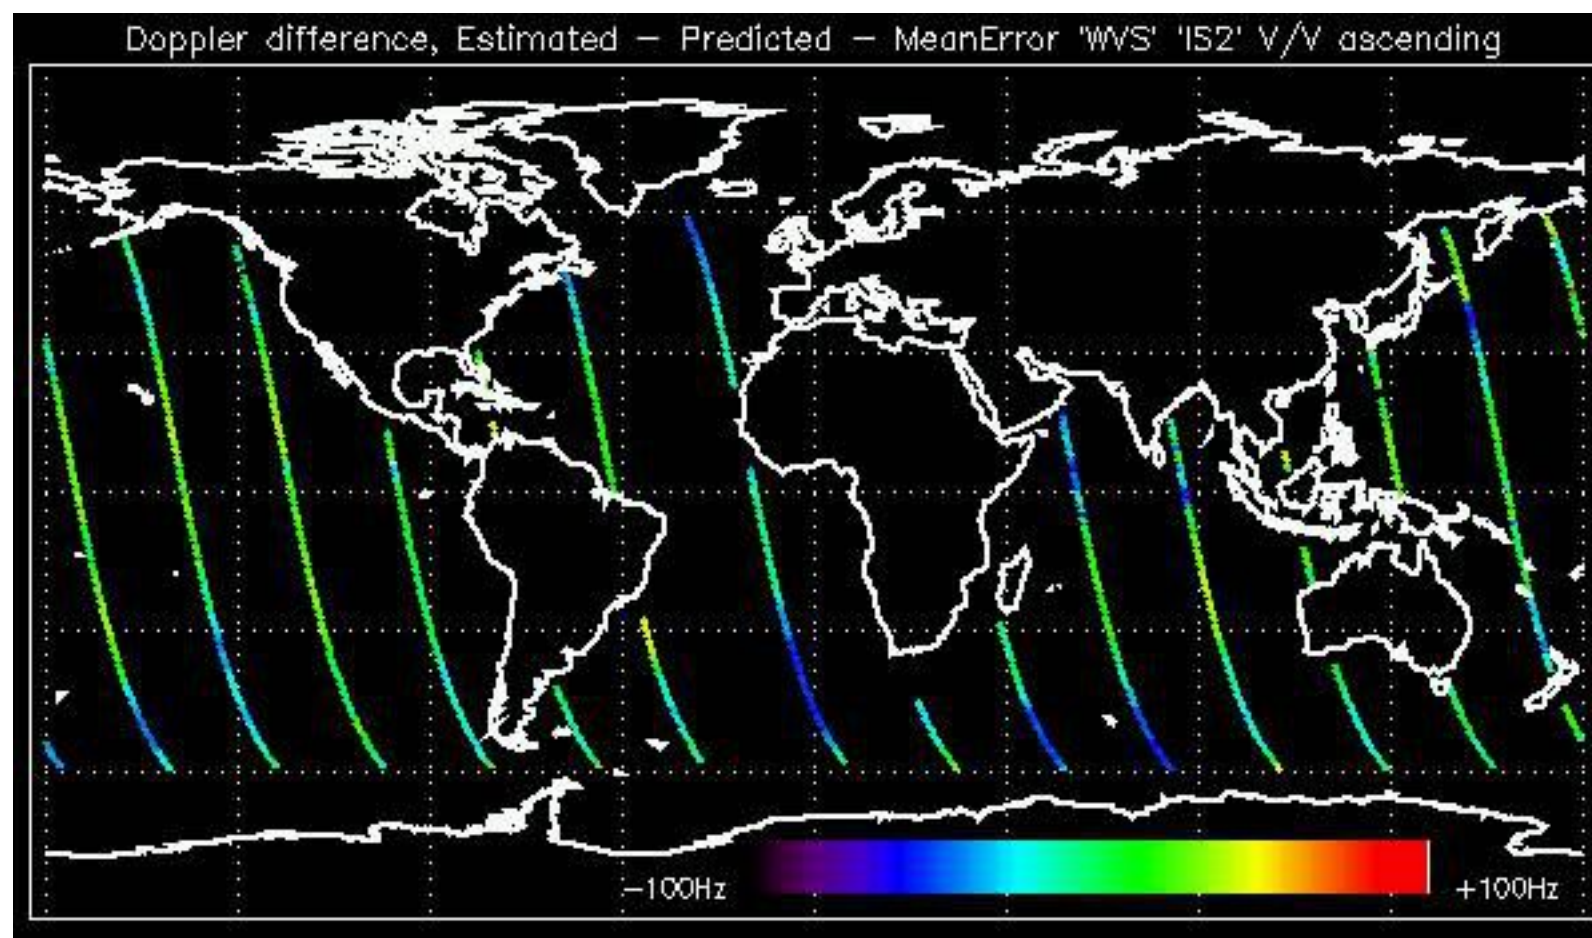 Doppler difference, Estimated – Predicted – MeanError 'WVS' 'IS2' V/V ascending
–100Hz +100Hz